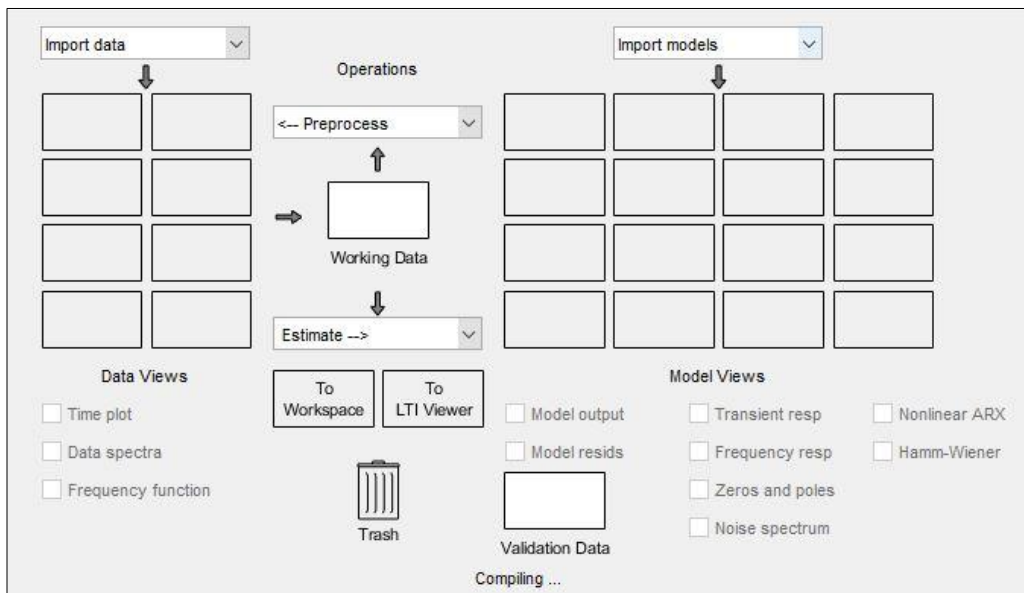 Import data
Import models
Operations
<-- Preprocess
Working Data
Estimate -->
Data Views
Time plot
Data spectra
Frequency function
To
Workspace
To
LTI Viewer
Trash
Model Views
Model output
Model resids
Transient resp
Frequency resp
Zeros and poles
Noise spectrum
Nonlinear ARX
Hamm-Wiener
Validation Data
Compiling ...